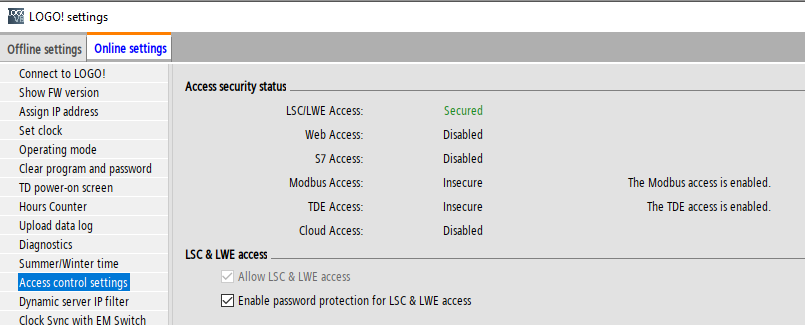 LOGO! settings
Offline settings
Online settings
Connect to LOGO!
Show FW version
Assign IP address
Set clock
Operating mode
Clear program and password
TD power-on screen
Hours Counter
Upload data log
Diagnostics
Summer/Winter time
Access control settings
Dynamic server IP filter
Clock Sync with EM Switch
Access security status
LSC/LWE Access: Secured
Web Access: Disabled
S7 Access: Disabled
Modbus Access: Insecure The Modbus access is enabled.
TDE Access: Insecure The TDE access is enabled.
Cloud Access: Disabled
LSC & LWE access
Allow LSC & LWE access
Enable password protection for LSC & LWE access